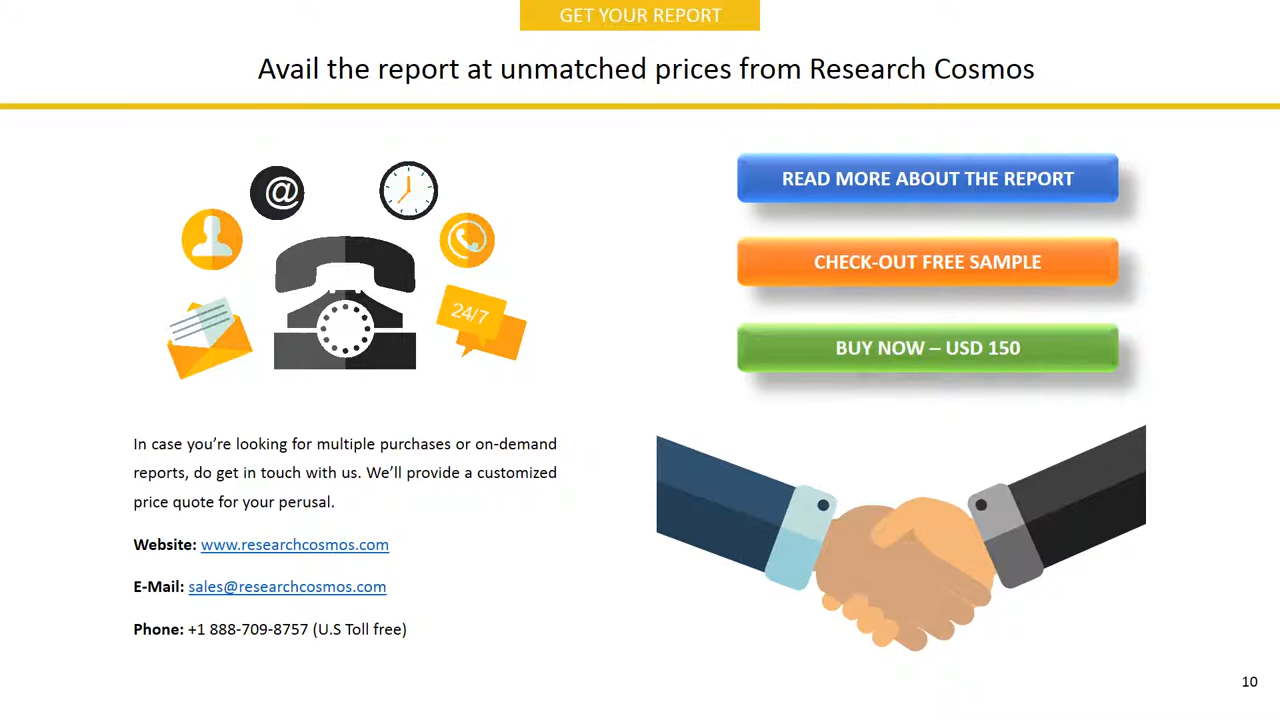 GET YOUR REPORT
Avail the report at unmatched prices from Research Cosmos
@
24/7
READ MORE ABOUT THE REPORT
CHECK-OUT FREE SAMPLE
BUY NOW – USD 150
In case you’re looking for multiple purchases or on-demand
reports, do get in touch with us. We’ll provide a customized
price quote for your perusal.
Website: www.researchcosmos.com
E-Mail: sales@researchcosmos.com
Phone: +1 888-709-8757 (U.S Toll free)
10